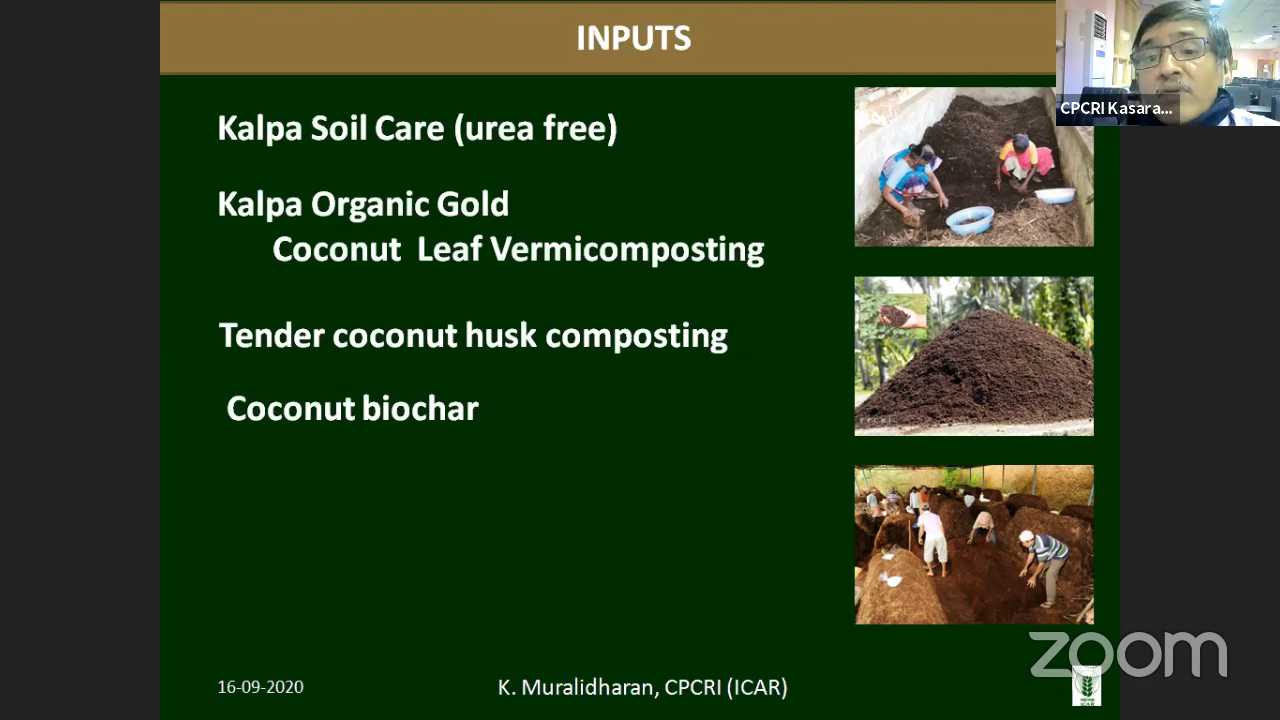 INPUTS
CPCRI Kasara...
Kalpa Soil Care (urea free)
Kalpa Organic Gold
Coconut Leaf Vermicomposting
Tender coconut husk composting
Coconut biochar
zoom
16-09-2020
K. Muralidharan, CPCRI (ICAR)
ICAR